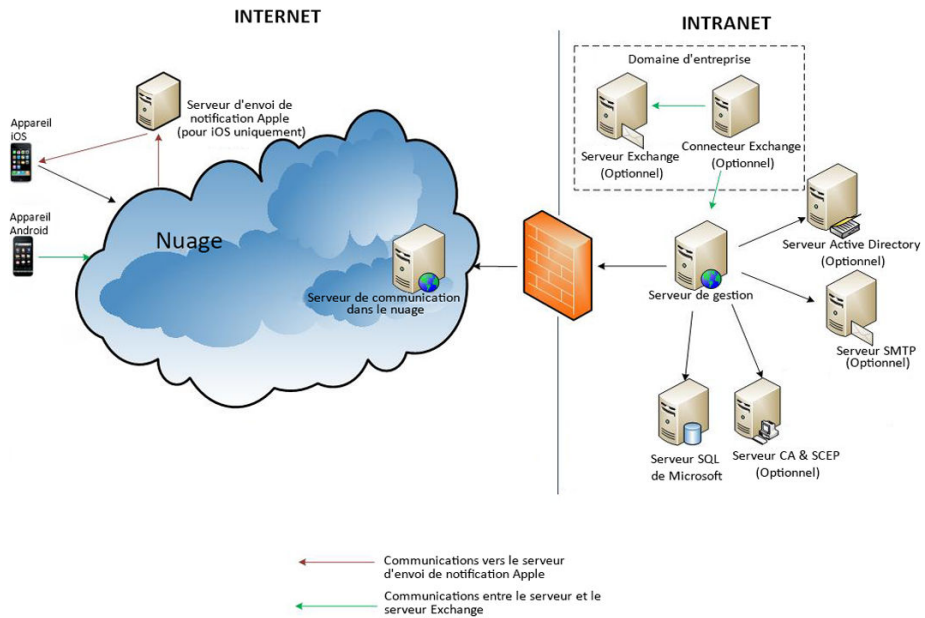 INTERNET
INTRANET
Domaine d'entreprise
Serveur d'envoi de
notification Apple
(pour iOS uniquement)
Appareil
iOS
Serveur Exchange
(Optionnel)
Connecteur Exchange
(Optionnel)
Appareil
Android
Nuage
Serveur de communication
dans le nuage
Serveur de gestion
Serveur Active Directory
(Optionnel)
Serveur SMTP
(Optionnel)
Serveur SQL
de Microsoft
Serveur CA & SCEP
(Optionnel)
Communications vers le serveur
d'envoi de notification Apple
Communications entre le serveur et le
serveur Exchange